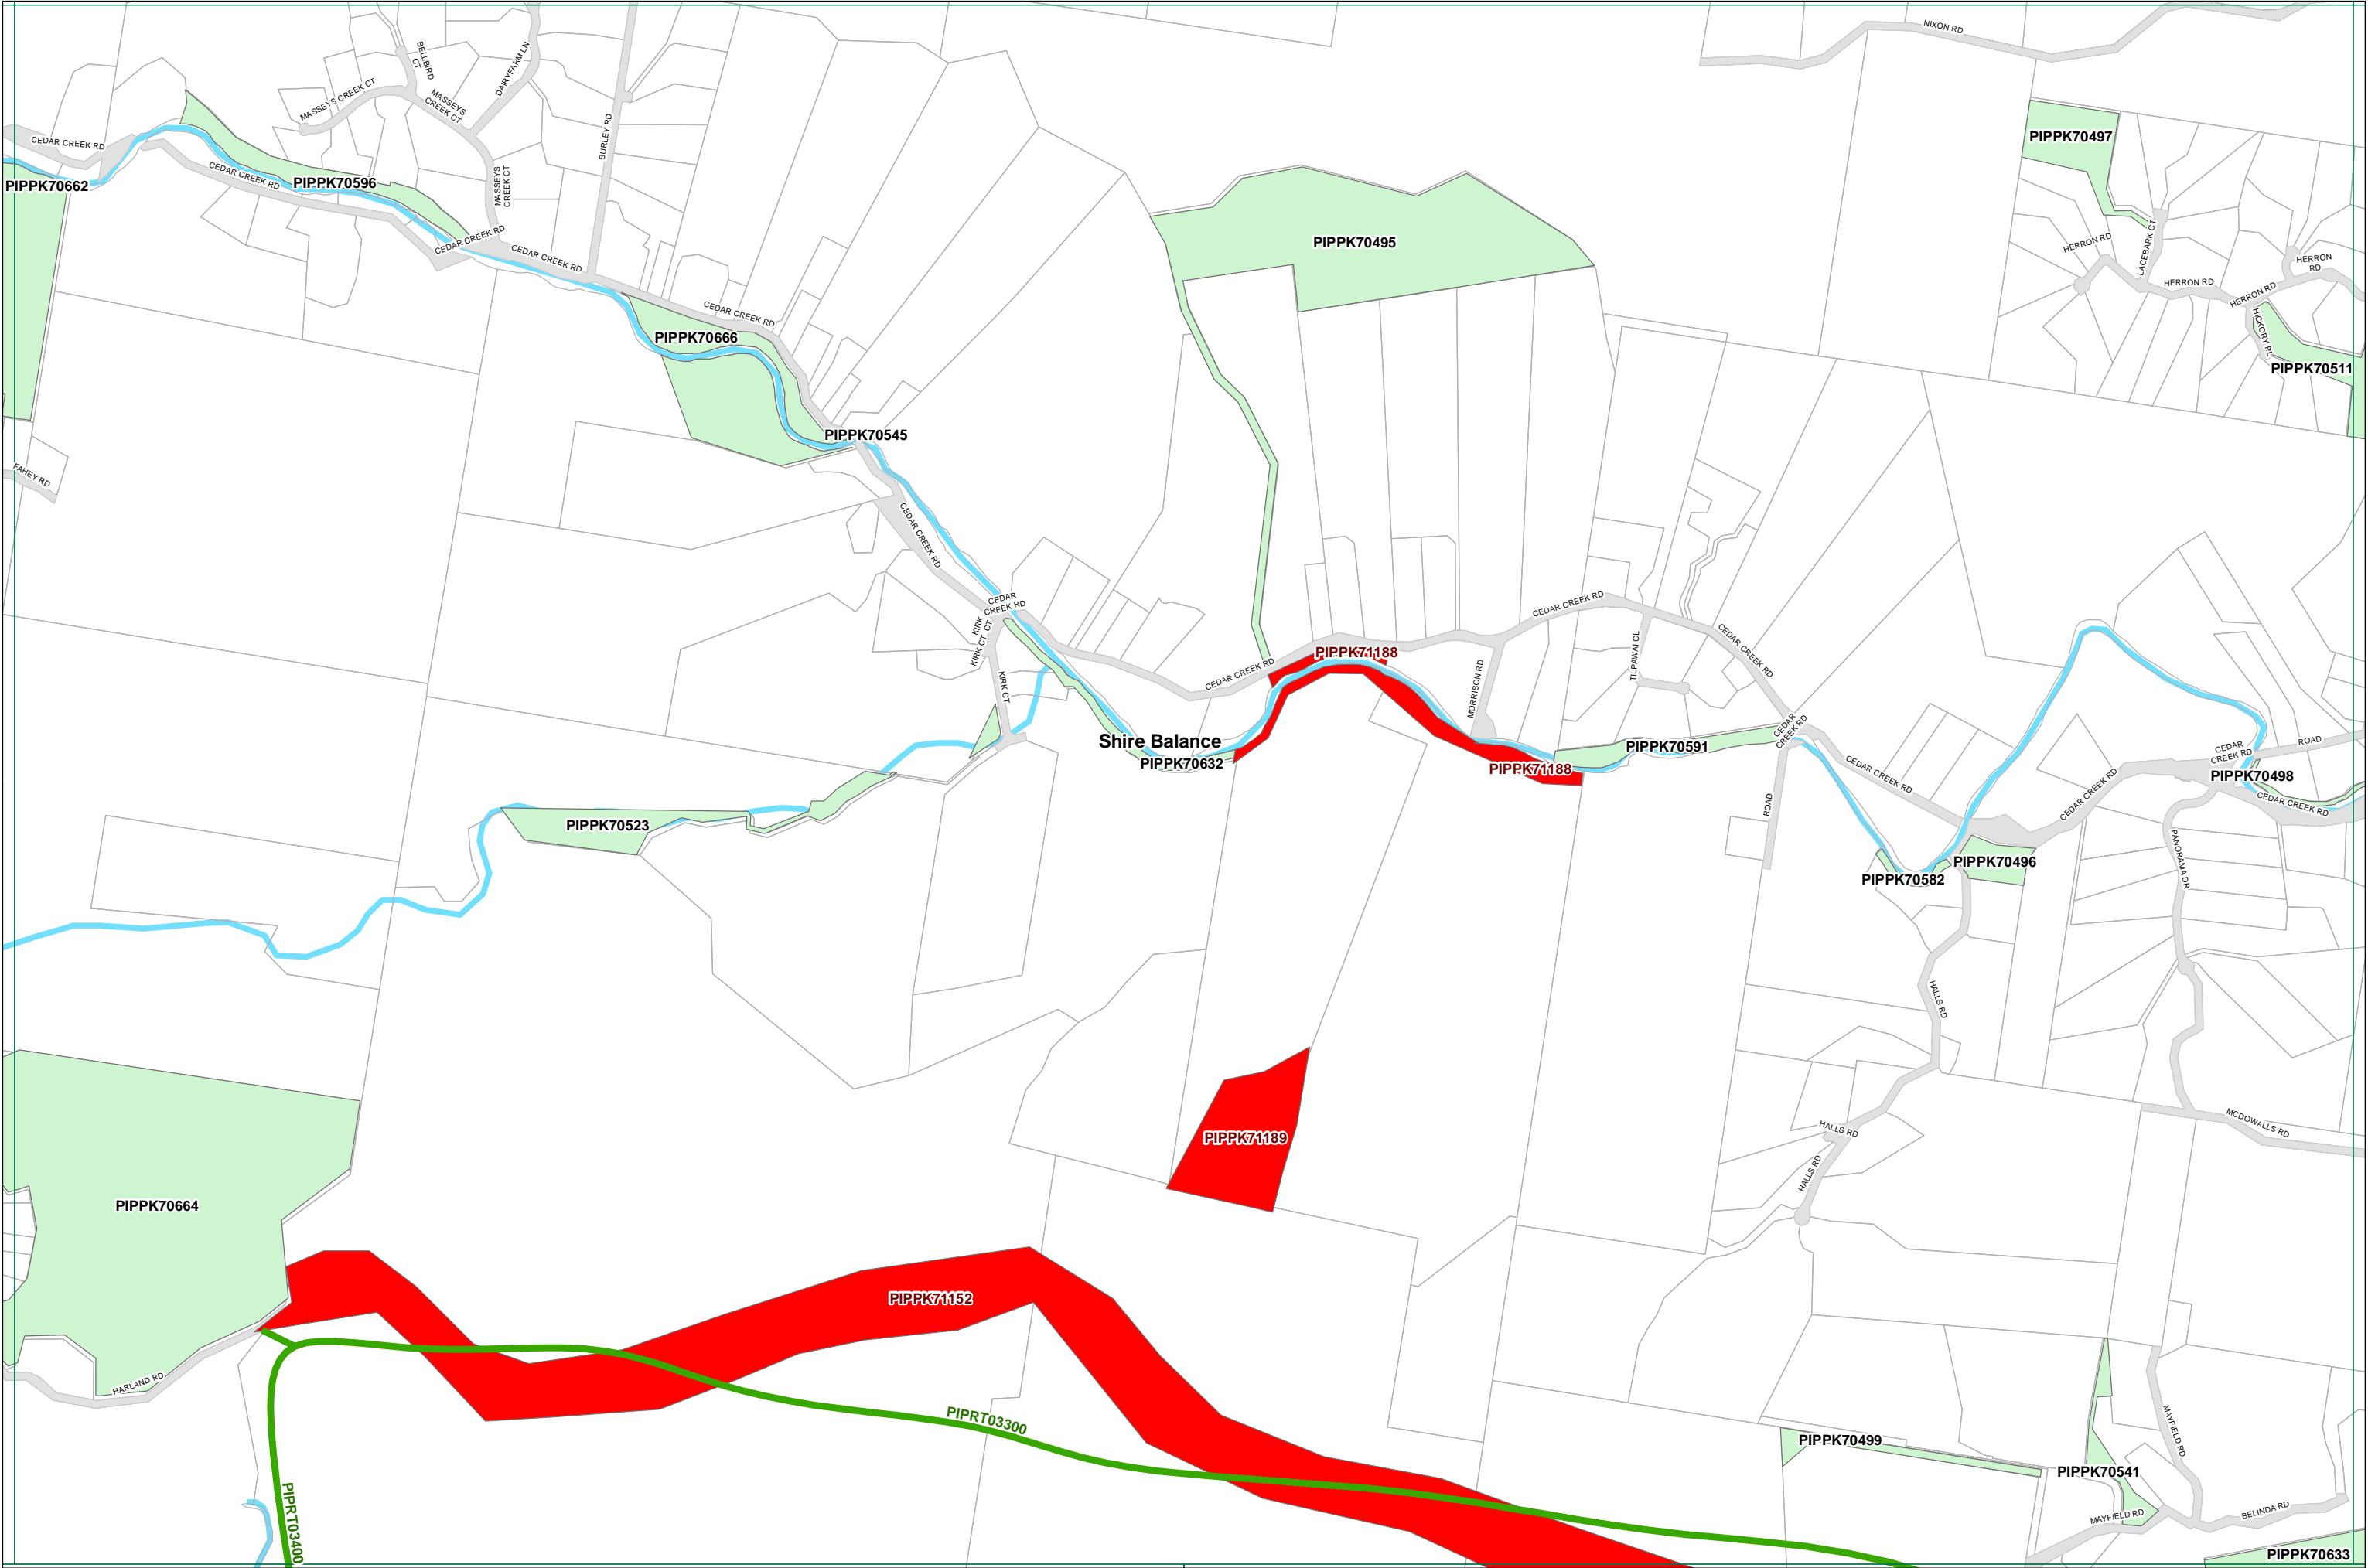 NIXON RD
BELLBIRD
CT
DAIRYFARM LN
MASSEYS CREEK CT
MASSEYS
CREEK CT
BURLEY RD
CEDAR CREEK RD
PIPPK70497
PIPPK70662
CEDAR CREEK RD
PIPPK70596
MASSEYS
CREEK CT
CEDAR CREEK RD
CEDAR CREEK RD
PIPPK70495
HERRON RD
LACEBARK CT
HERRON
RD
HERRON RD
HERRON RD
CEDAR CREEK RD
PIPPK70666
HICKORY PL
PIPPK70511
PIPPK70545
FAHEY RD
CEDAR CREEK RD
CEDAR
CREEK RD
CEDAR CREEK RD
KIRK
CT
KIRK CT
KIRK CT
CEDAR CREEK RD
PIPPK71188
TILPAWAI CL
CEDAR CREEK RD
MORRISON RD
Shire Balance
PIPPK70632
PIPPK70591
PIPPK71188
CEDAR
CREEK RD
CEDAR CREEK RD
ROAD
CEDAR
CREEK RD
ROAD
PIPPK70498
CEDAR CREEK RD
CEDAR CREEK RD
PIPPK70523
PIPPK70496
PIPPK70582
PANORAMA DR
HALLS RD
HALLS RD
HALLS RD
MCDOWALLS RD
PIPPK71189
PIPPK70664
PIPPK71152
HARLAND RD
PIPRT03300
PIPRT03400
PIPPK70499
PIPPK70541
MAYFIELD RD
MAYFIELD RD
BELINDA RD
PIPPK70633